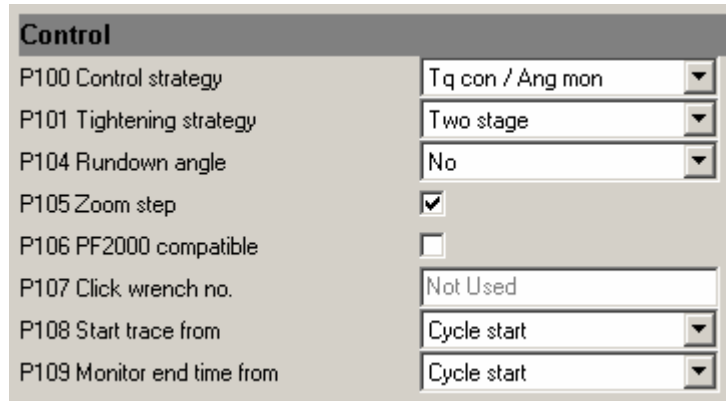 Control
P100 Control strategy Tq con / Ang mon
P101 Tightening strategy Two stage
P104 Rundown angle No
P105 Zoom step
P106 PF2000 compatible
P107 Click wrench no. Not Used
P108 Start trace from Cycle start
P109 Monitor end time from Cycle start